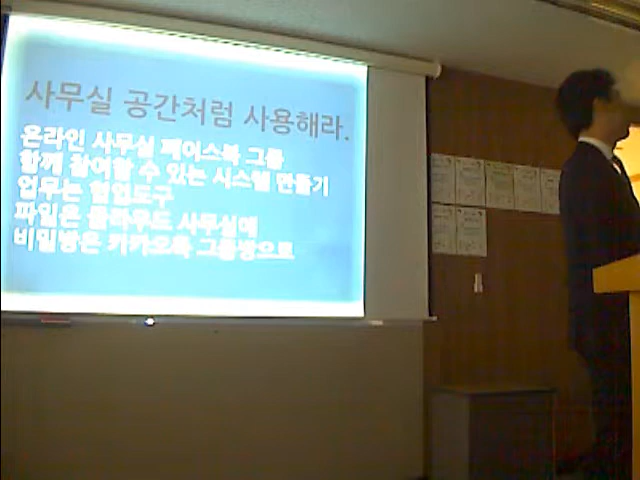 사무실 공간처럼 사용해라.
온라인 사무실 페이스북 그룹
함께 참여할 수 있는 시스템 만들기
업무는 협업도구
파일은 클라우드 사무실에
비밀방은 카카오톡 그룹방으로